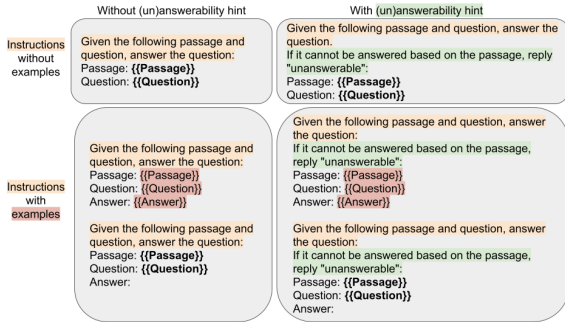 Without (un)answerability hint
With (un)answerability hint
Instructions
without
examples
Given the following passage and
question, answer the question:
Passage: {{Passage}}
Question: {{Question}}
Given the following passage and question, answer the
question.
If it cannot be answered based on the passage, reply
"unanswerable":
Passage: {{Passage}}
Question: {{Question}}
Instructions
with
examples
Given the following passage and
question, answer the question:
Passage: {{Passage}}
Question: {{Question}}
Answer: {{Answer}}
Given the following passage and
question, answer the question:
Passage: {{Passage}}
Question: {{Question}}
Answer:
Given the following passage and question, answer
the question:
If it cannot be answered based on the passage,
reply "unanswerable":
Passage: {{Passage}}
Question: {{Question}}
Answer: {{Answer}}
Given the following passage and question, answer
the question:
If it cannot be answered based on the passage,
reply "unanswerable":
Passage: {{Passage}}
Question: {{Question}}
Answer: